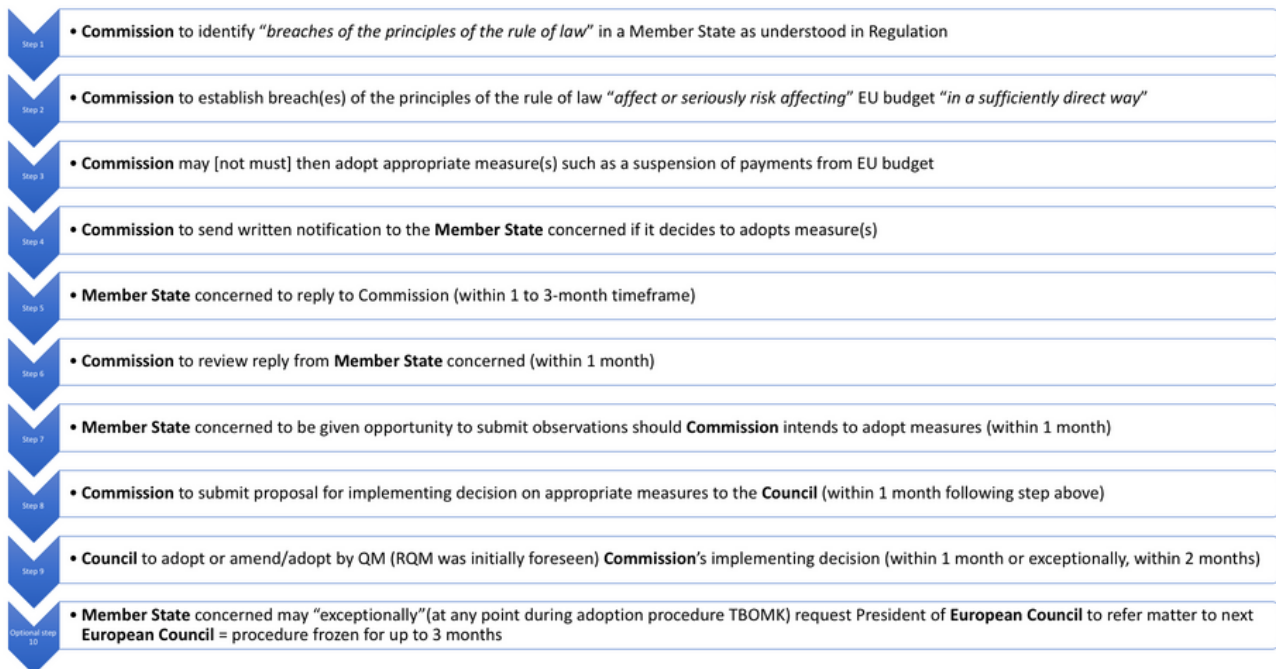 Step 1
• Commission to identify “breaches of the principles of the rule of law” in a Member State as understood in Regulation
Step 2
• Commission to establish breach(es) of the principles of the rule of law “affect or seriously risk affecting” EU budget “in a sufficiently direct way”
Step 3
• Commission may [not must] then adopt appropriate measure(s) such as a suspension of payments from EU budget
Step 4
• Commission to send written notification to the Member State concerned if it decides to adopts measure(s)
Step 5
• Member State concerned to reply to Commission (within 1 to 3-month timeframe)
Step 6
• Commission to review reply from Member State concerned (within 1 month)
Step 7
• Member State concerned to be given opportunity to submit observations should Commission intends to adopt measures (within 1 month)
Step 8
• Commission to submit proposal for implementing decision on appropriate measures to the Council (within 1 month following step above)
Step 9
• Council to adopt or amend/adopt by QM (RQM was initially foreseen) Commission’s implementing decision (within 1 month or exceptionally, within 2 months)
Optional step
10
• Member State concerned may “exceptionally”(at any point during adoption procedure TBOMK) request President of European Council to refer matter to next
European Council = procedure frozen for up to 3 months